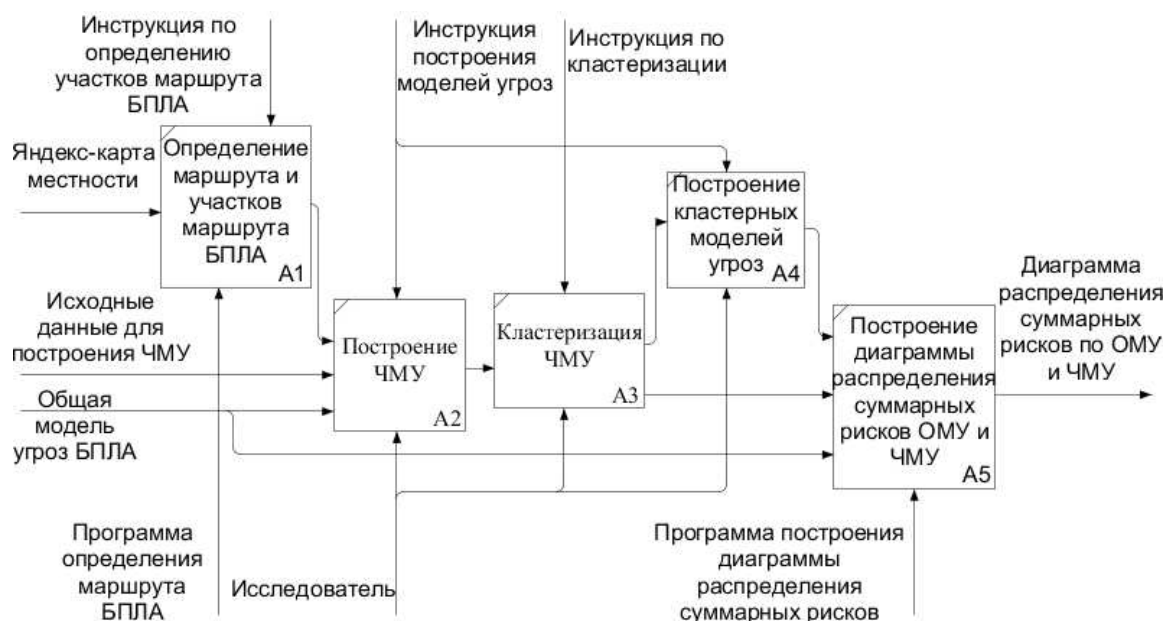 Инструкция по
определению
участков маршрута
БПЛА
Инструкция
построения
моделей угроз
Инструкция по
кластеризации
Яндекс-карта
местности
Определение
маршрута и
участков
маршрута
БПЛА
A1
Построение
кластерных
моделей
угроз
A4
Исходные
данные для
построения ЧМУ
Построение
ЧМУ
A2
Кластеризация
ЧМУ
A3
Построение
диаграммы
распределения
суммарных
рисков ОМУ и
ЧМУ
A5
Диаграмма
распределения
суммарных
рисков по ОМУ
и ЧМУ
Общая
модель
угроз БПЛА
Программа
определения
маршрута
БПЛА
Исследователь
Программа построения
диаграммы
распределения
суммарных рисков